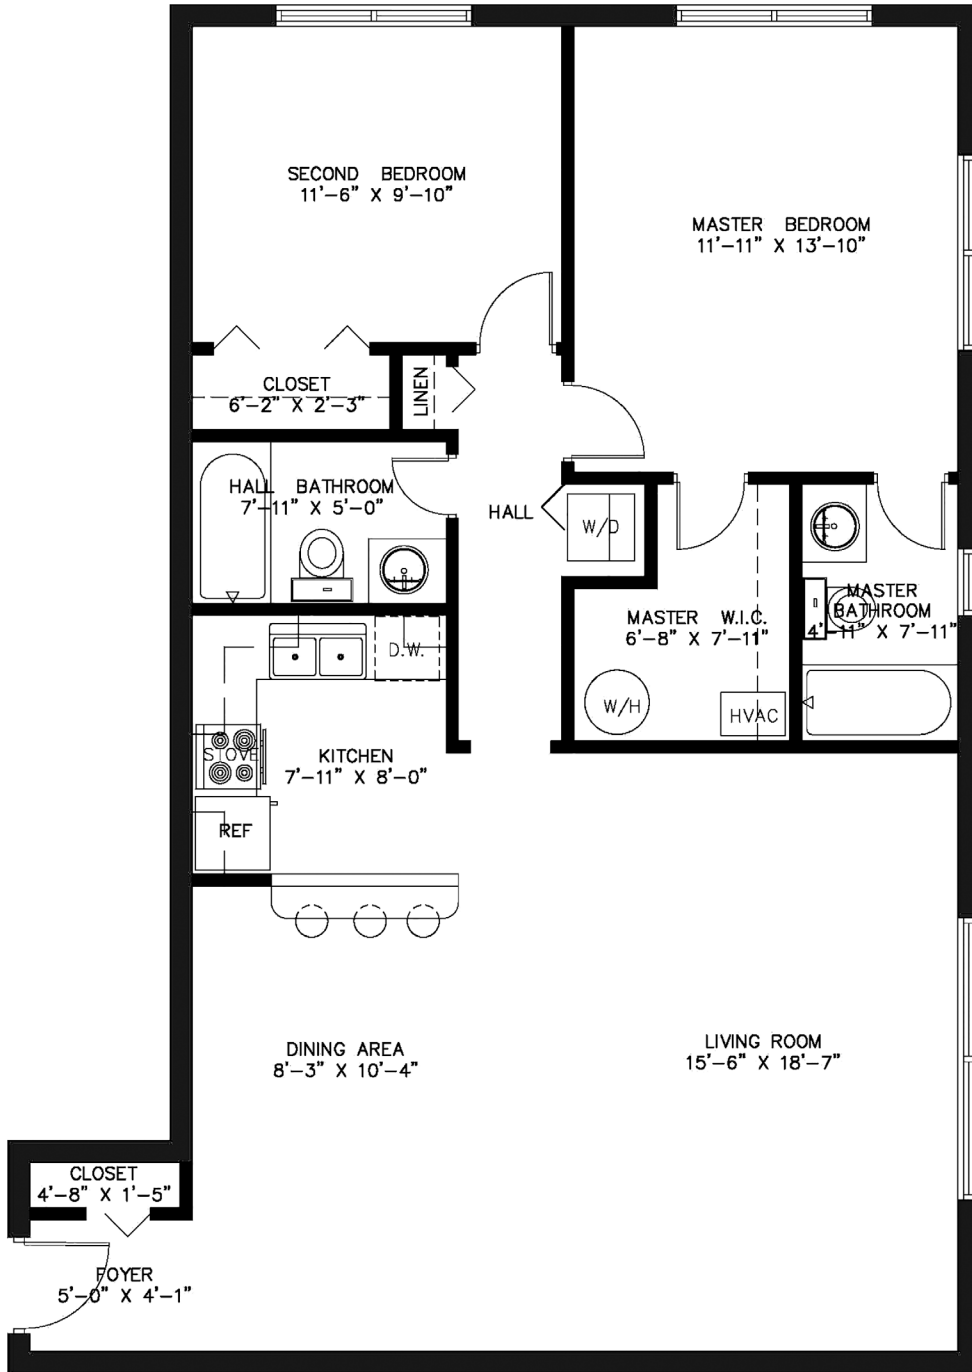 SECOND BEDROOM
11'-6" X 9'-10"
MASTER BEDROOM
11'-11" X 13'-10"
CLOSET
6'-2" X 2'-3"
LINEN
HALL BATHROOM
7'-11" X 5'-0"
HALL
W/D
MASTER W.I.C.
6'-8" X 7'-11"
MASTER
BATHROOM
4'-11" X 7'-11"
D.W.
W/H
HVAC
STOVE
KITCHEN
7'-11" X 8'-0"
REF
DINING AREA
8'-3" X 10'-4"
LIVING ROOM
15'-6" X 18'-7"
CLOSET
4'-8" X 1'-5"
FOYER
5'-0" X 4'-1"